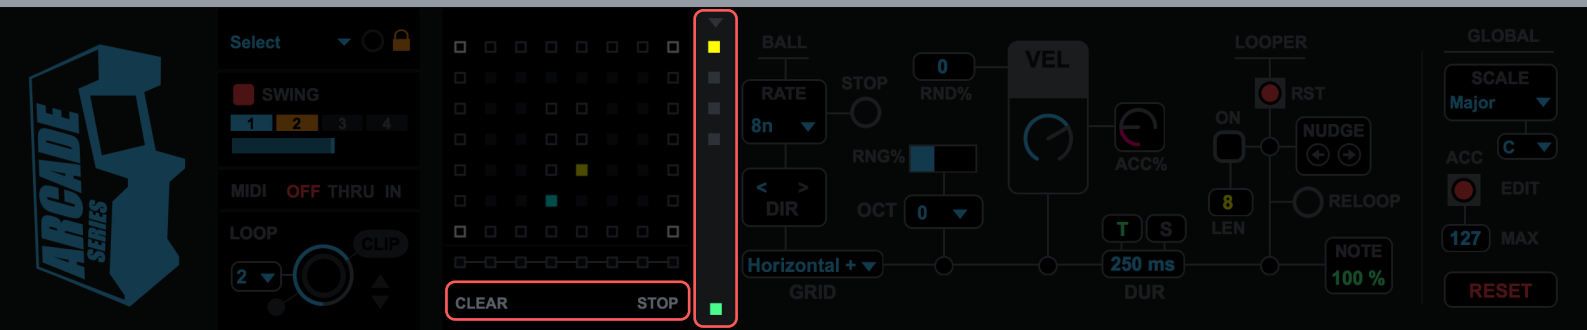 ARCADE
SERIES
Select
SWING
1 2 3 4
MIDI OFF THRU IN
LOOP
CLIP
2
CLEAR STOP
BALL
RATE
8n
STOP
< >
DIR
Horizontal +
GRID
0
RND%
RNG%
OCT 0
VEL
ACC%
T S
250 ms
DUR
LOOPER
RST
ON
NUDGE
8
LEN
RELOOP
NOTE
100 %
GLOBAL
SCALE
Major
C
ACC
EDIT
127 MAX
RESET